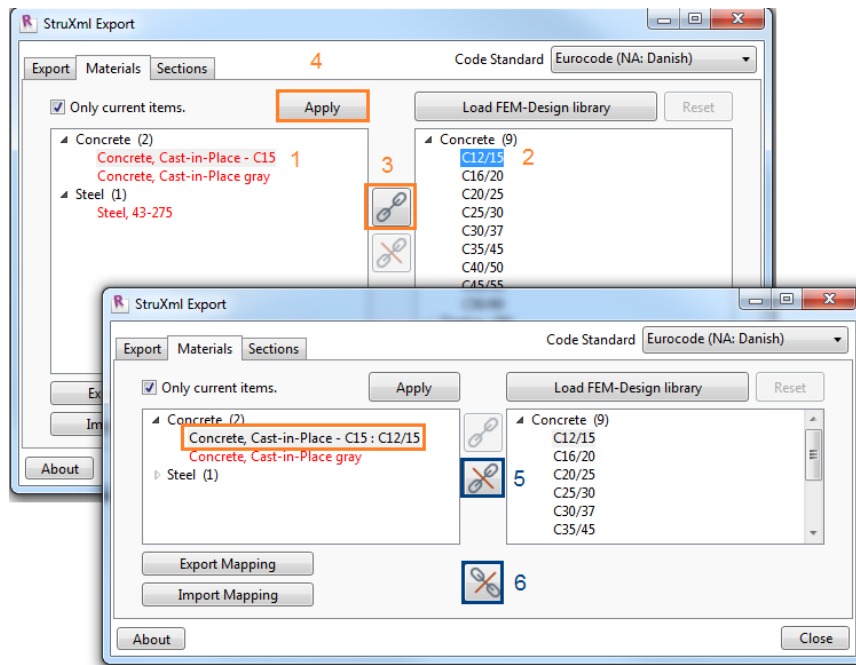 StruXml Export
4
Code Standard Eurocode (NA: Danish)
Export Materials Sections
Only current items. Apply Load FEM-Design library Reset
Concrete (2)
Concrete, Cast-in-Place - C15 1
Concrete, Cast-in-Place gray
Steel (1)
Steel, 43-275
3
Concrete (9)
C12/15 2
C16/20
C20/25
C25/30
C30/37
C35/45
C40/50
C45/55
Ex
Im
About
StruXml Export
Code Standard Eurocode (NA: Danish)
Export Materials Sections
Only current items. Apply Load FEM-Design library Reset
Concrete (2)
Concrete, Cast-in-Place - C15 : C12/15
Concrete, Cast-in-Place gray
Steel (1)
5
Concrete (9)
C12/15
C16/20
C20/25
C25/30
C30/37
C35/45
Export Mapping
Import Mapping
6
About Close